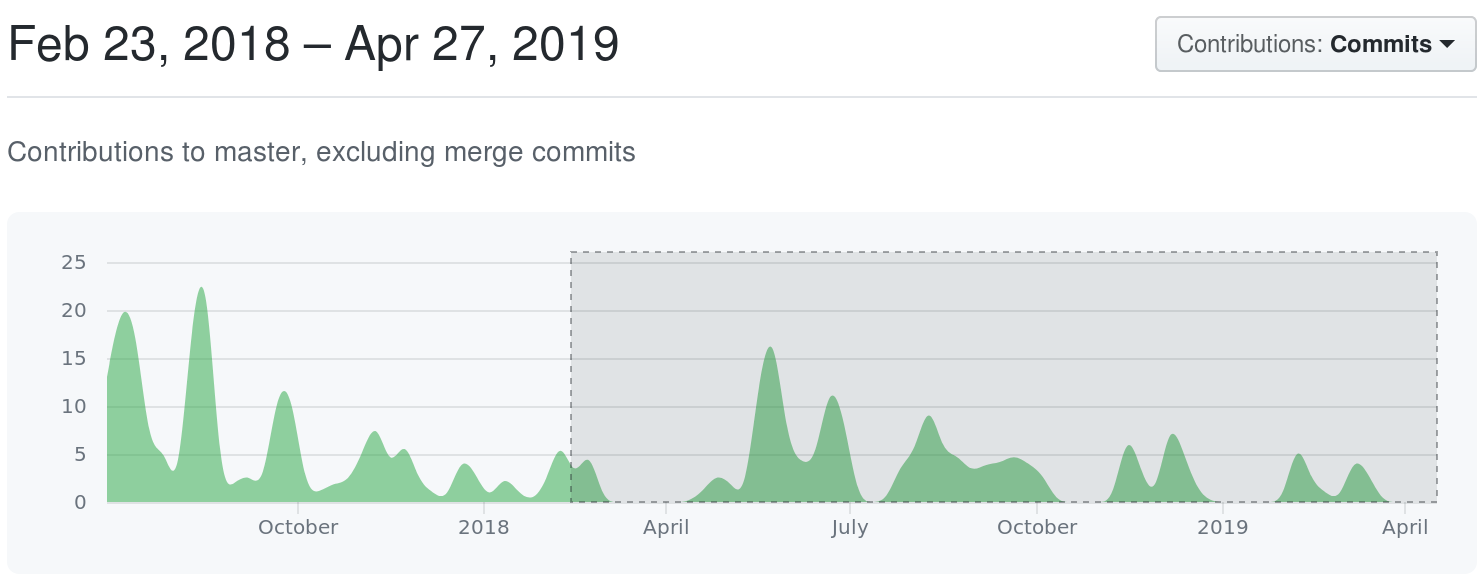 Feb 23, 2018 – Apr 27, 2019
Contributions: Commits
Contributions to master, excluding merge commits
25
20
15
10
5
0
October 2018 April July October 2019 April